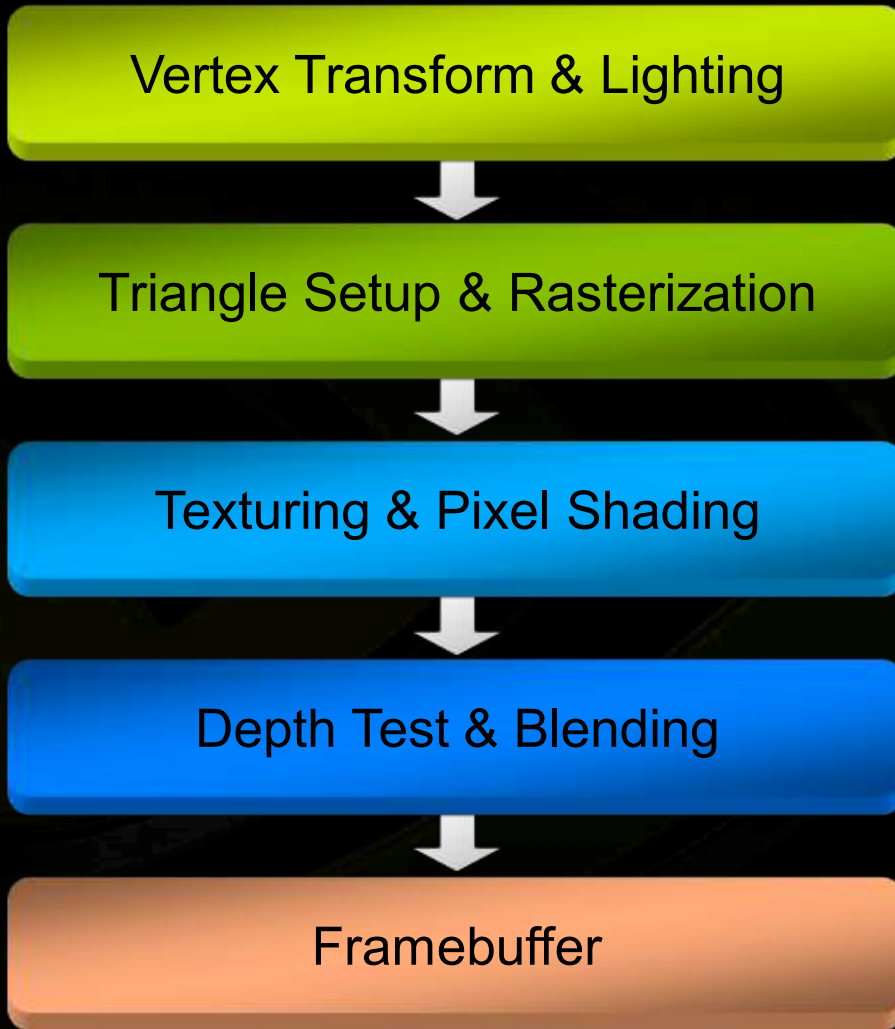 Vertex Transform & Lighting
Triangle Setup & Rasterization
Texturing & Pixel Shading
Depth Test & Blending
Framebuffer